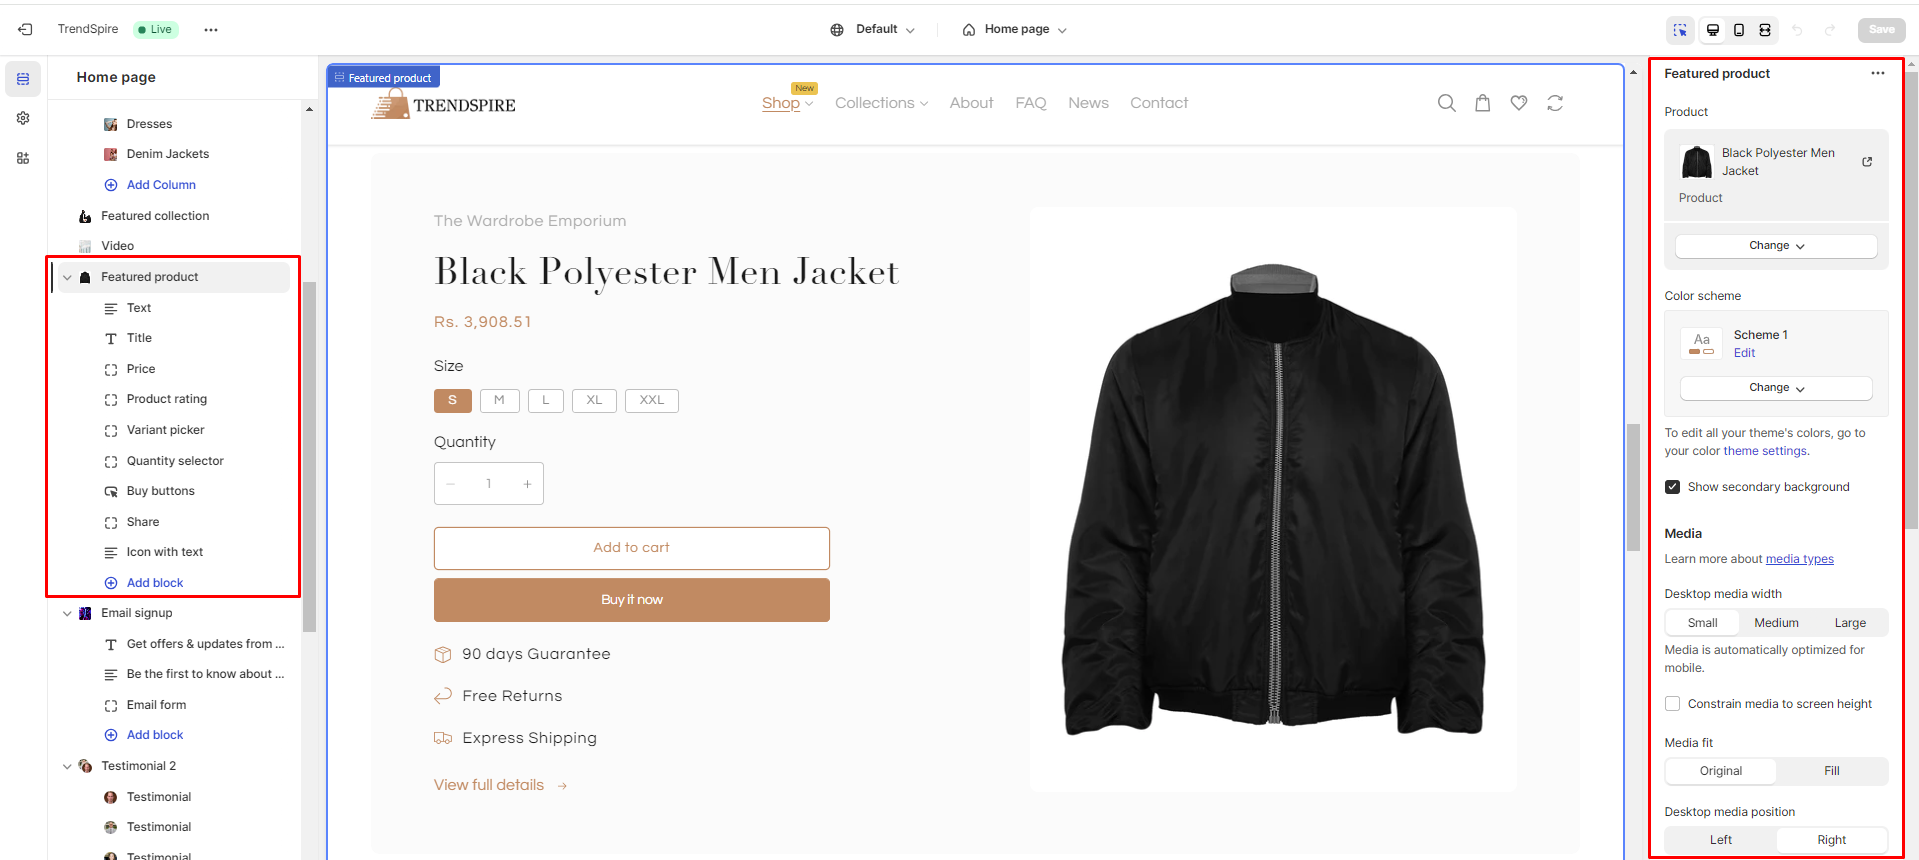 TrendSpire
Live
Default
Home page
Save
Home page
Dresses
Denim Jackets
Add Column
Featured collection
Video
Featured product
Text
Title
Price
Product rating
Variant picker
Quantity selector
Buy buttons
Share
Icon with text
Add block
Email signup
Get offers & updates from ...
Be the first to know about ...
Email form
Add block
Testimonial 2
Testimonial
Testimonial
Testimonial
Featured product
TRENDSPIRE
New
Shop
Collections
About
FAQ
News
Contact
The Wardrobe Emporium
Black Polyester Men Jacket
Rs. 3,908.51
Size
S
M
L
XL
XXL
Quantity
− 1 +
Add to cart
Buy it now
90 days Guarantee
Free Returns
Express Shipping
View full details →
Featured product
Product
Black Polyester Men
Jacket
Product
Change
Color scheme
Aa
Scheme 1
Edit
Change
To edit all your theme's colors, go to
your color theme settings.
Show secondary background
Media
Learn more about media types
Desktop media width
Small
Medium
Large
Media is automatically optimized for
mobile.
Constrain media to screen height
Media fit
Original
Fill
Desktop media position
Left
Right